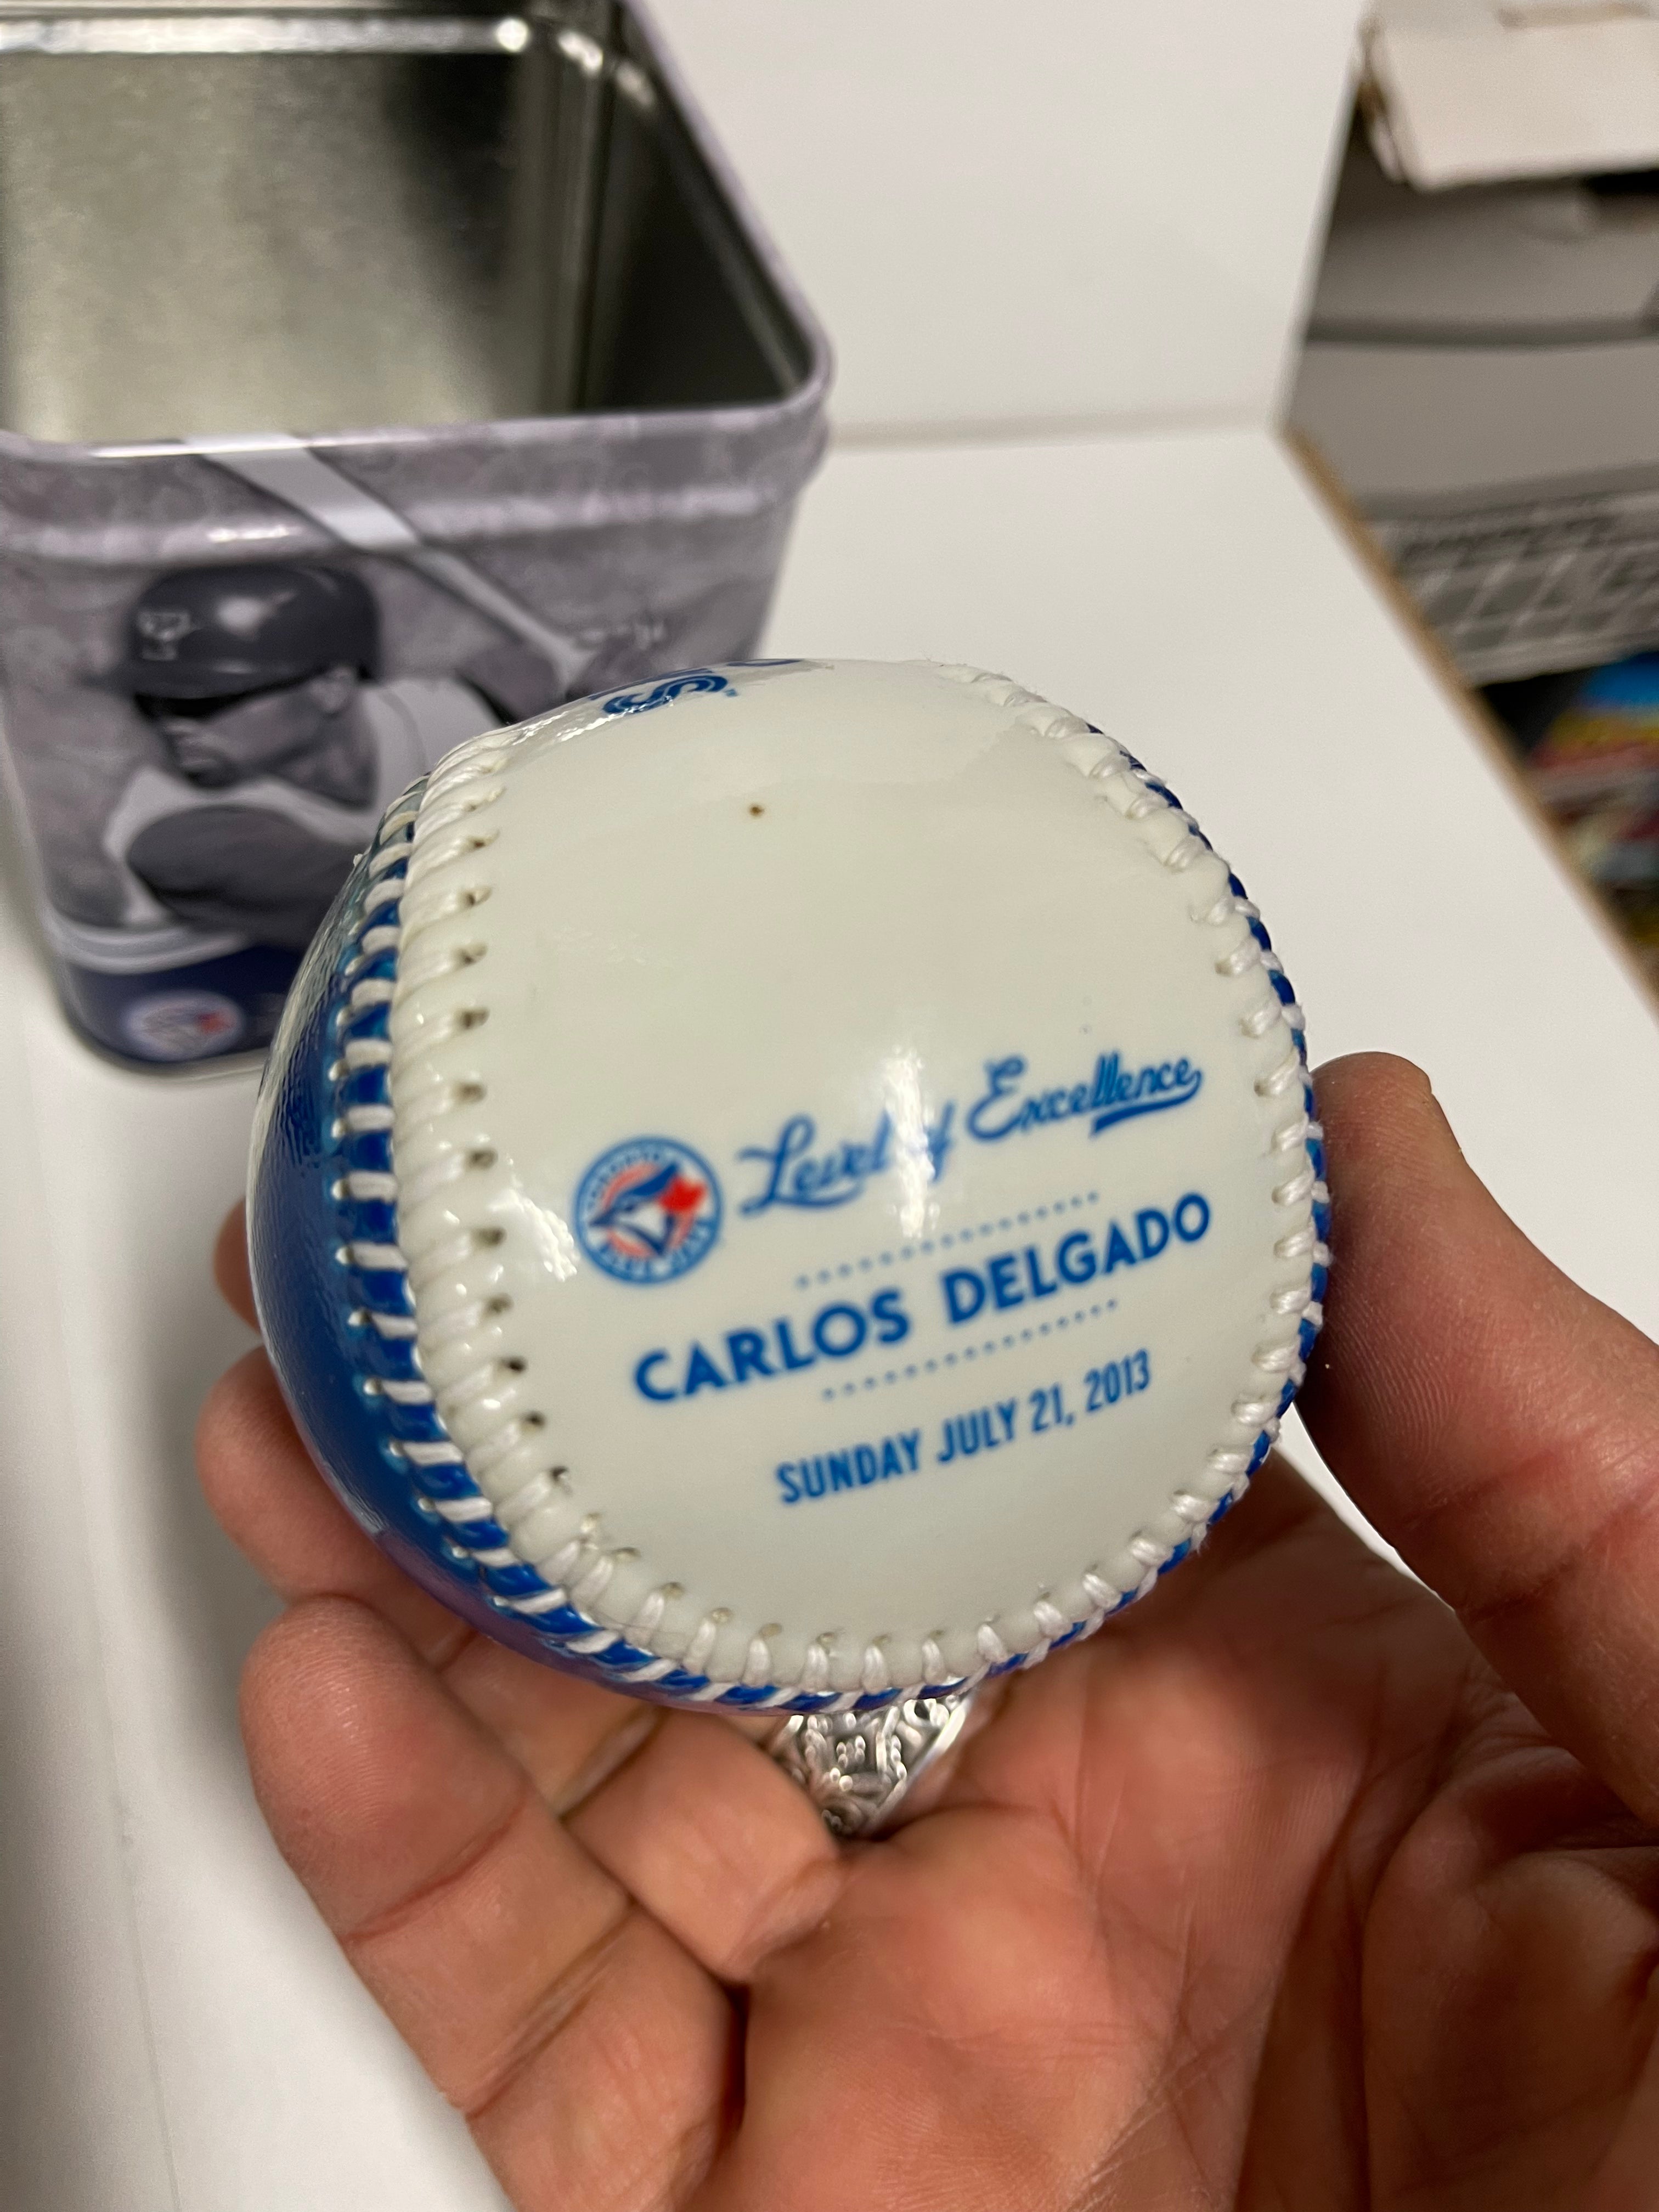 Level of Excellence
CARLOS DELGADO
SUNDAY JULY 21, 2013